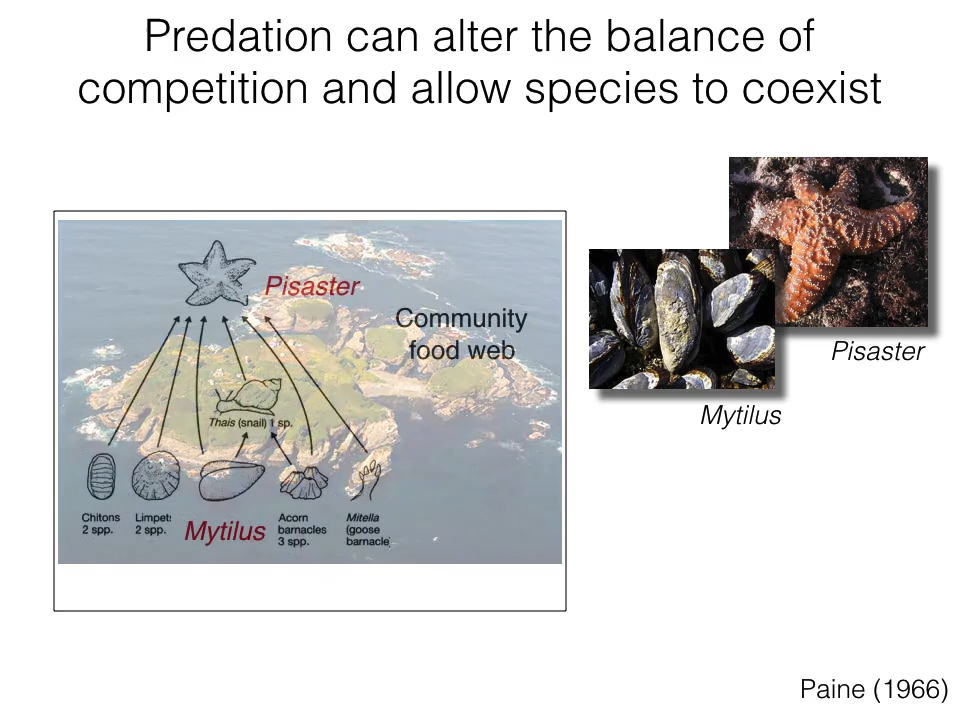 Predation can alter the balance of
competition and allow species to coexist
Pisaster
Community
food web
Thais (snail) 1 sp.
Chitons
2 spp.
Limpets
2 spp.
Mytilus
Acorn
barnacles
3 spp.
Mitella
(goose
barnacle
Pisaster
Mytilus
Paine (1966)